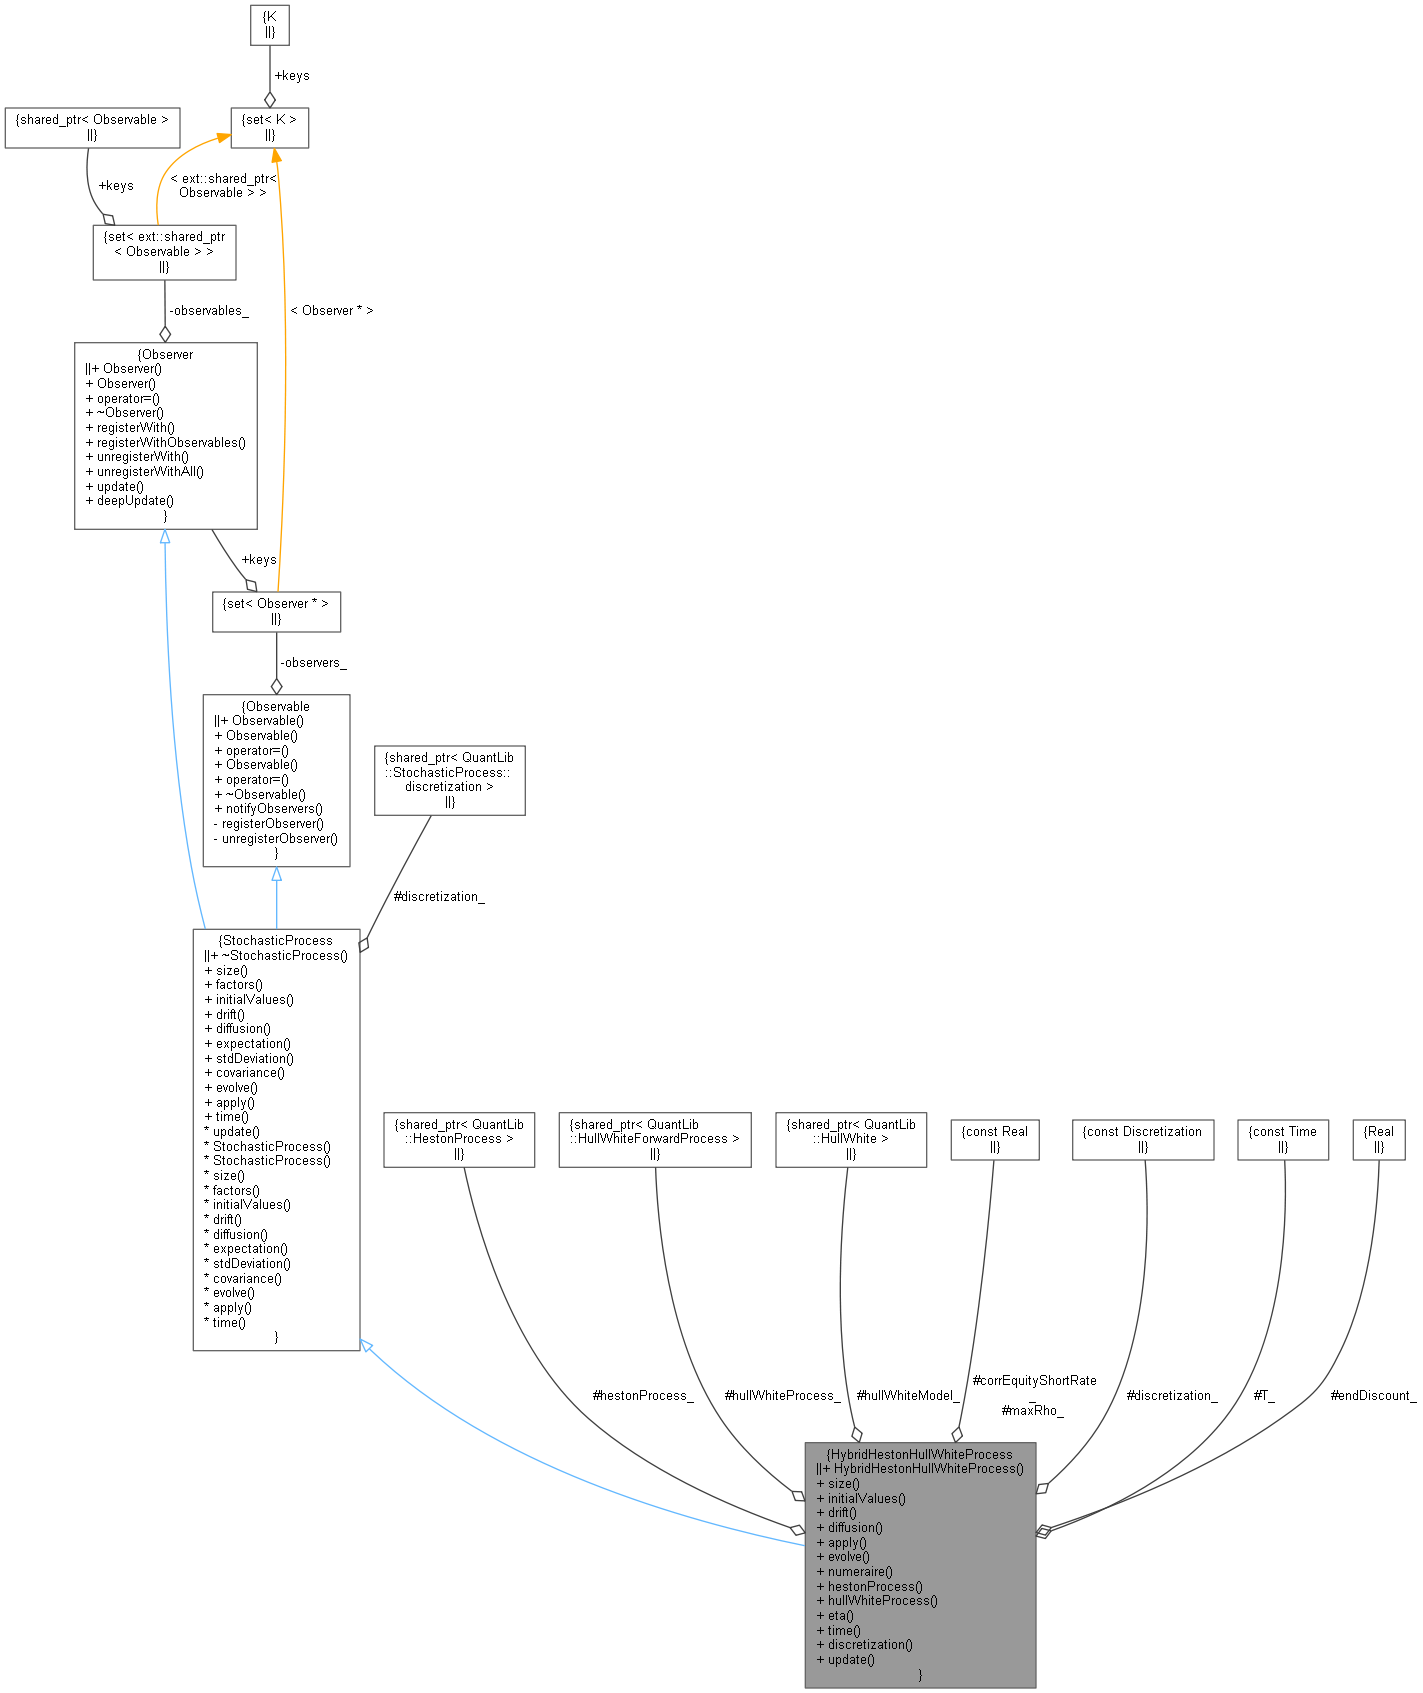 {K
||}
+keys
{shared_ptr< Observable >
||}
{set< K >
||}
+keys
< ext::shared_ptr<
Observable > >
{set< ext::shared_ptr
< Observable > >
||}
-observables_
< Observer * >
{Observer
||+ Observer()
+ Observer()
+ operator=()
+ ~Observer()
+ registerWith()
+ registerWithObservables()
+ unregisterWith()
+ unregisterWithAll()
+ update()
+ deepUpdate()
}
+keys
{set< Observer * >
||}
-observers_
{Observable
||+ Observable()
+ Observable()
+ operator=()
+ Observable()
+ operator=()
+ ~Observable()
+ notifyObservers()
- registerObserver()
- unregisterObserver()
}
{shared_ptr< QuantLib
::StochasticProcess::
discretization >
||}
#discretization_
{StochasticProcess
||+ ~StochasticProcess()
+ size()
+ factors()
+ initialValues()
+ drift()
+ diffusion()
+ expectation()
+ stdDeviation()
+ covariance()
+ evolve()
+ apply()
+ time()
* update()
* StochasticProcess()
* StochasticProcess()
* size()
* factors()
* initialValues()
* drift()
* diffusion()
* expectation()
* stdDeviation()
* covariance()
* evolve()
* apply()
* time()
}
{shared_ptr< QuantLib
::HestonProcess >
||}
{shared_ptr< QuantLib
::HullWhiteForwardProcess >
||}
{shared_ptr< QuantLib
::HullWhite >
||}
{const Real
||}
{const Discretization
||}
{const Time
||}
{Real
||}
#hestonProcess_
#hullWhiteProcess_
#hullWhiteModel_
#corrEquityShortRate
_
#maxRho_
#discretization_
#T_
#endDiscount_
{HybridHestonHullWhiteProcess
||+ HybridHestonHullWhiteProcess()
+ size()
+ initialValues()
+ drift()
+ diffusion()
+ apply()
+ evolve()
+ numeraire()
+ hestonProcess()
+ hullWhiteProcess()
+ eta()
+ time()
+ discretization()
+ update()
}